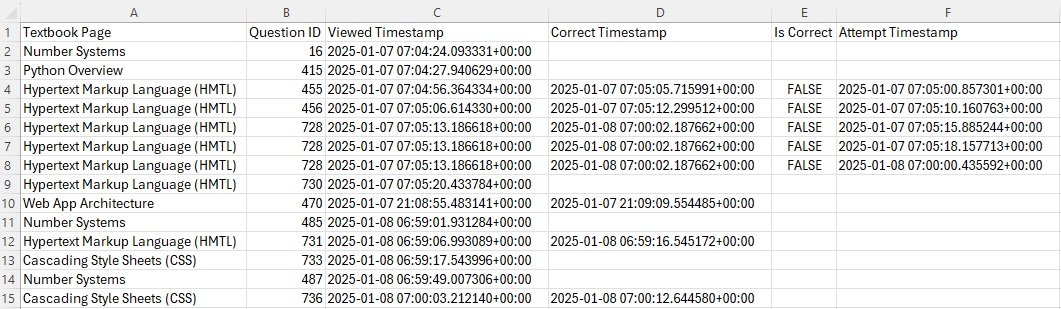 A B C D E F
1 Textbook Page Question ID Viewed Timestamp Correct Timestamp Is Correct Attempt Timestamp
2 Number Systems 16 2025-01-07 07:04:24.093331+00:00
3 Python Overview 415 2025-01-07 07:04:27.940629+00:00
4 Hypertext Markup Language (HMTL) 455 2025-01-07 07:04:56.364334+00:00 2025-01-07 07:05:05.715991+00:00 FALSE 2025-01-07 07:05:00.857301+00:00
5 Hypertext Markup Language (HMTL) 456 2025-01-07 07:05:06.614330+00:00 2025-01-07 07:05:12.299512+00:00 FALSE 2025-01-07 07:05:10.160763+00:00
6 Hypertext Markup Language (HMTL) 728 2025-01-07 07:05:13.186618+00:00 2025-01-08 07:00:02.187662+00:00 FALSE 2025-01-07 07:05:15.885244+00:00
7 Hypertext Markup Language (HMTL) 728 2025-01-07 07:05:13.186618+00:00 2025-01-08 07:00:02.187662+00:00 FALSE 2025-01-07 07:05:18.157713+00:00
8 Hypertext Markup Language (HMTL) 728 2025-01-07 07:05:13.186618+00:00 2025-01-08 07:00:02.187662+00:00 FALSE 2025-01-08 07:00:00.435592+00:00
9 Hypertext Markup Language (HMTL) 730 2025-01-07 07:05:20.433784+00:00
10 Web App Architecture 470 2025-01-07 21:08:55.483141+00:00 2025-01-07 21:09:09.554485+00:00
11 Number Systems 485 2025-01-08 06:59:01.931284+00:00
12 Hypertext Markup Language (HMTL) 731 2025-01-08 06:59:06.993089+00:00 2025-01-08 06:59:16.545172+00:00
13 Cascading Style Sheets (CSS) 733 2025-01-08 06:59:17.543996+00:00
14 Number Systems 487 2025-01-08 06:59:49.007306+00:00
15 Cascading Style Sheets (CSS) 736 2025-01-08 07:00:03.212140+00:00 2025-01-08 07:00:12.644580+00:00